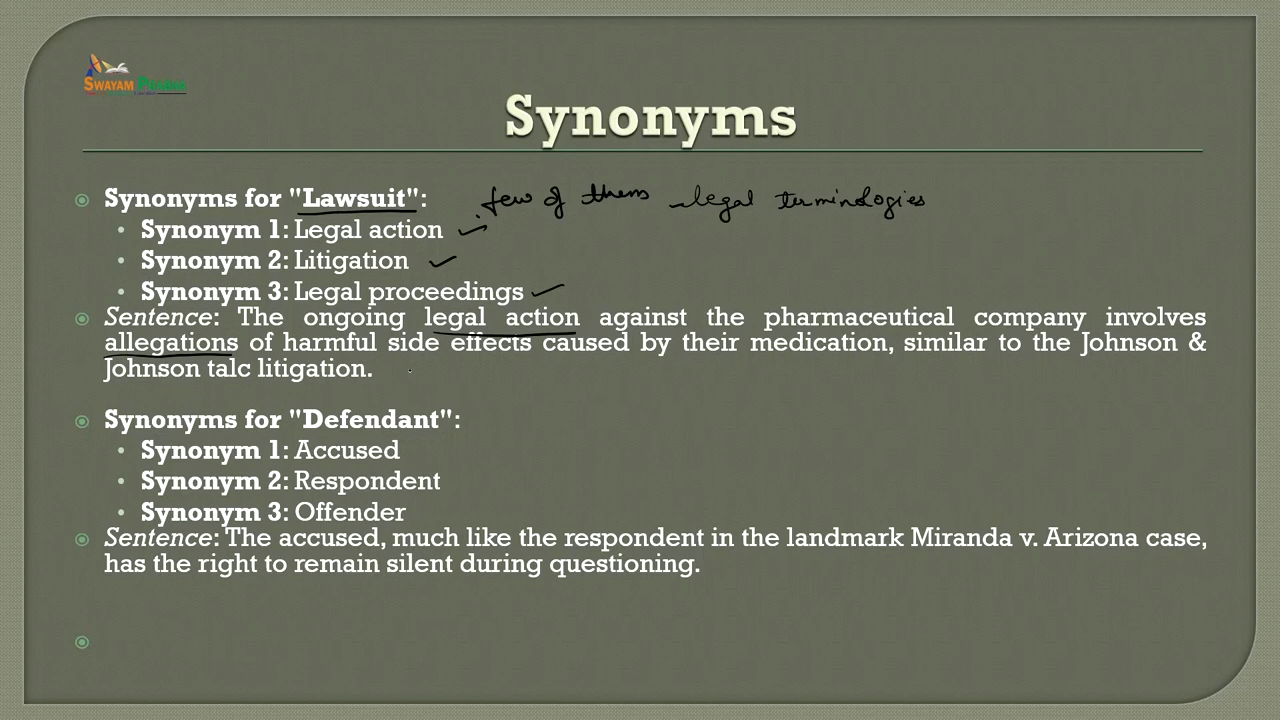 SWAYAM PRABHA
Synonyms
Synonyms for "Lawsuit": few of them legal terminologies
Synonym 1: Legal action
Synonym 2: Litigation
Synonym 3: Legal proceedings
Sentence: The ongoing legal action against the pharmaceutical company involves
allegations of harmful side effects caused by their medication, similar to the Johnson &
Johnson talc litigation.
Synonyms for "Defendant":
Synonym 1: Accused
Synonym 2: Respondent
Synonym 3: Offender
Sentence: The accused, much like the respondent in the landmark Miranda v. Arizona case,
has the right to remain silent during questioning.